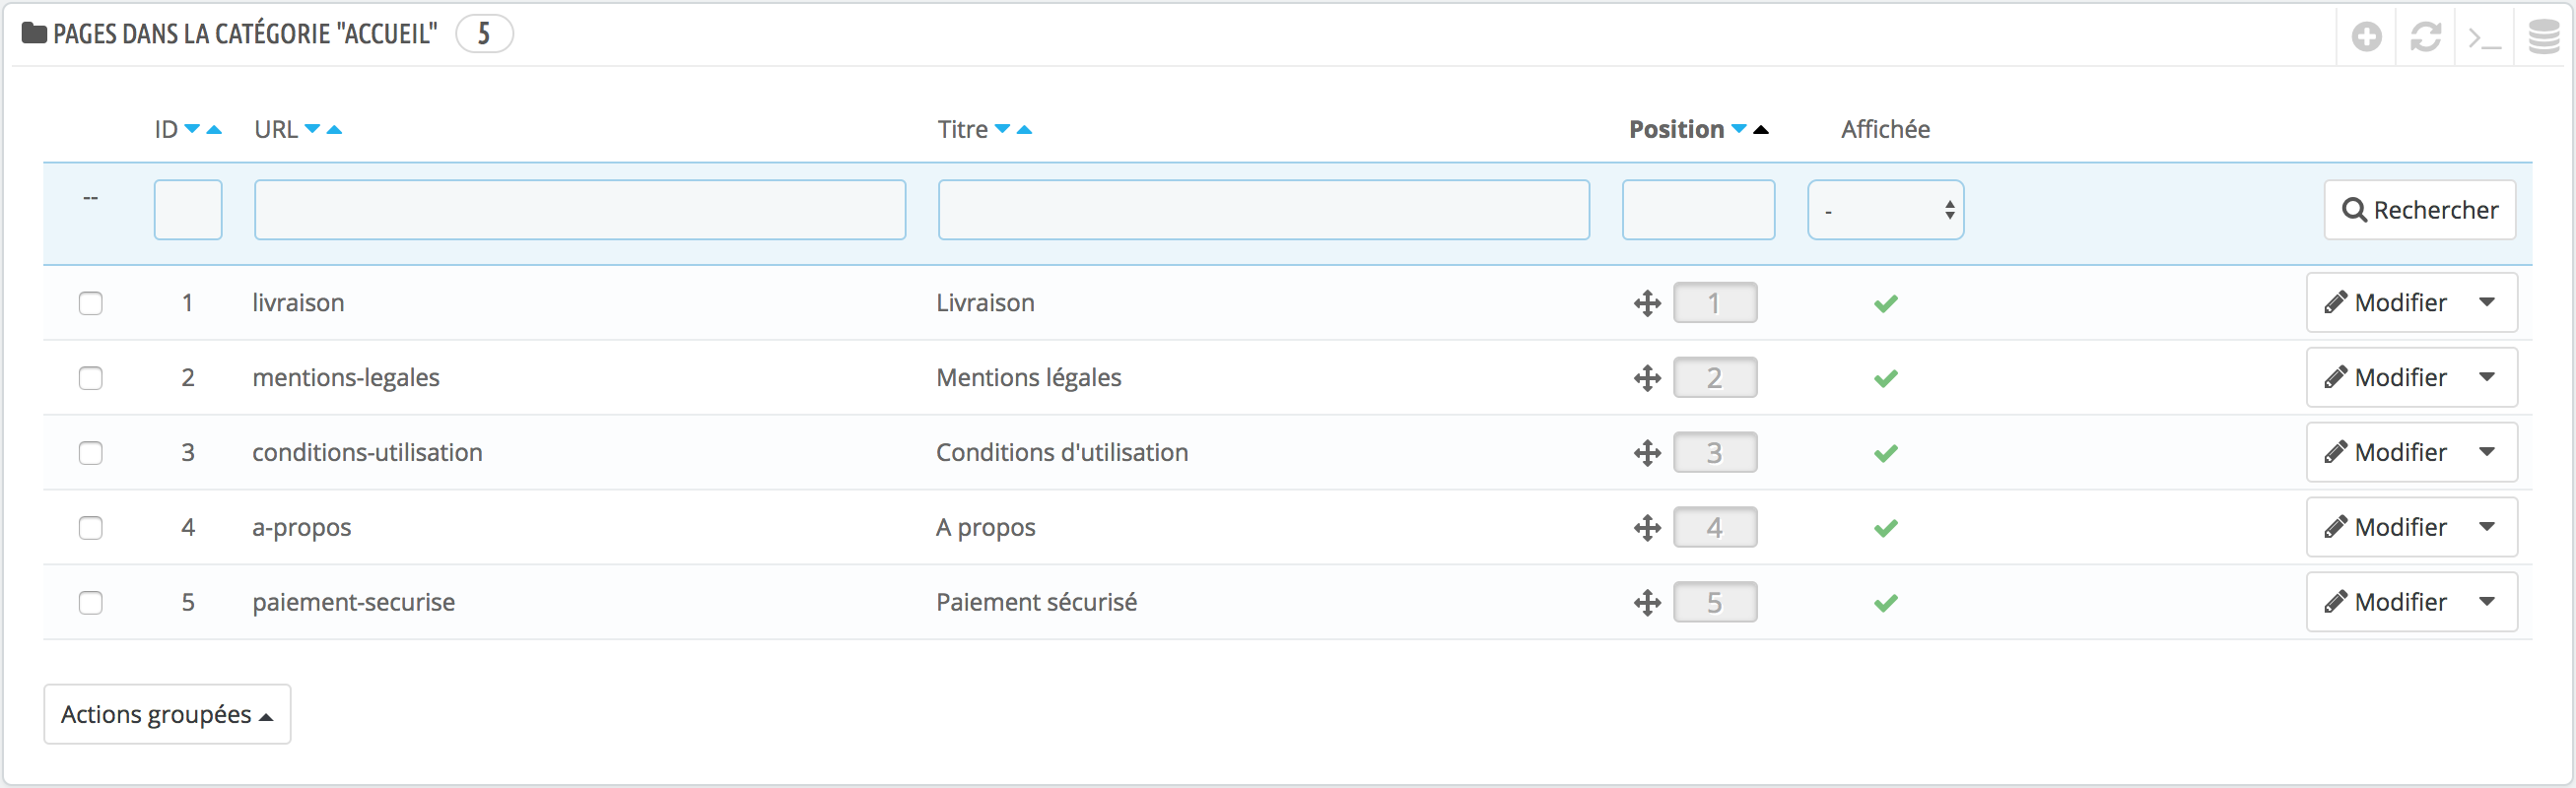 PAGES DANS LA CATÉGORIE "ACCUEIL" 5
ID URL Titre Position Affichée
-- - Rechercher
1 livraison Livraison 1 Modifier
2 mentions-legales Mentions légales 2 Modifier
3 conditions-utilisation Conditions d'utilisation 3 Modifier
4 a-propos A propos 4 Modifier
5 paiement-securise Paiement sécurisé 5 Modifier
Actions groupées